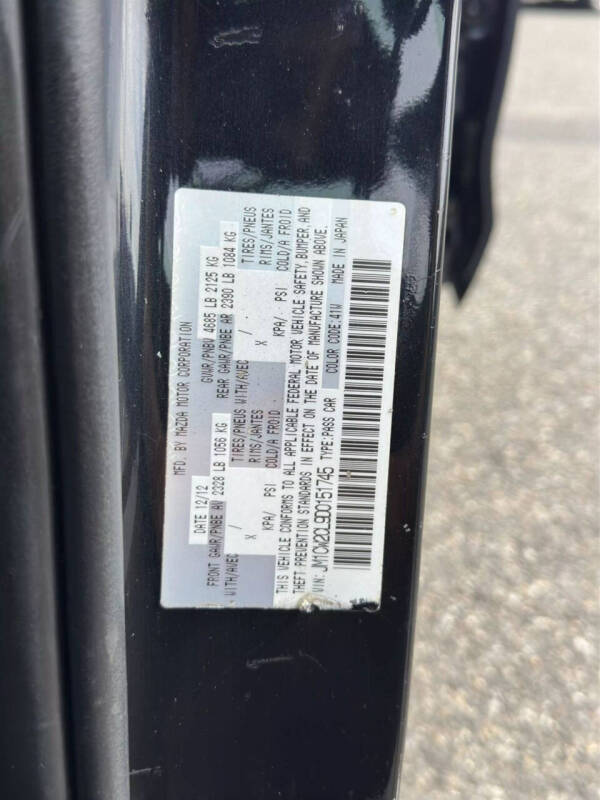 MFD. BY MAZDA MOTOR CORPORATION
DATE 12/12 GVWR/PNBV 4685 LB 2125 KG
FRONT GAWR/PNBE AV 2328 LB 1056 KG REAR GAWR/PNBE AR 2390 LB 1084 KG
WITH/AVEC TIRES/PNEUS WITH/AVEC TIRES/PNEUS
X / RIMS/JANTES X / RIMS/JANTES
KPA/ PSI COLD/A FROID KPA/ PSI COLD/A FROID
THIS VEHICLE CONFORMS TO ALL APPLICABLE FEDERAL MOTOR VEHICLE SAFETY, BUMPER, AND
THEFT PREVENTION STANDARDS IN EFFECT ON THE DATE OF MANUFACTURE SHOWN ABOVE.
VIN: JM1CW2CL9D0151745 TYPE:PASS CAR COLOR CODE:41W MADE IN JAPAN